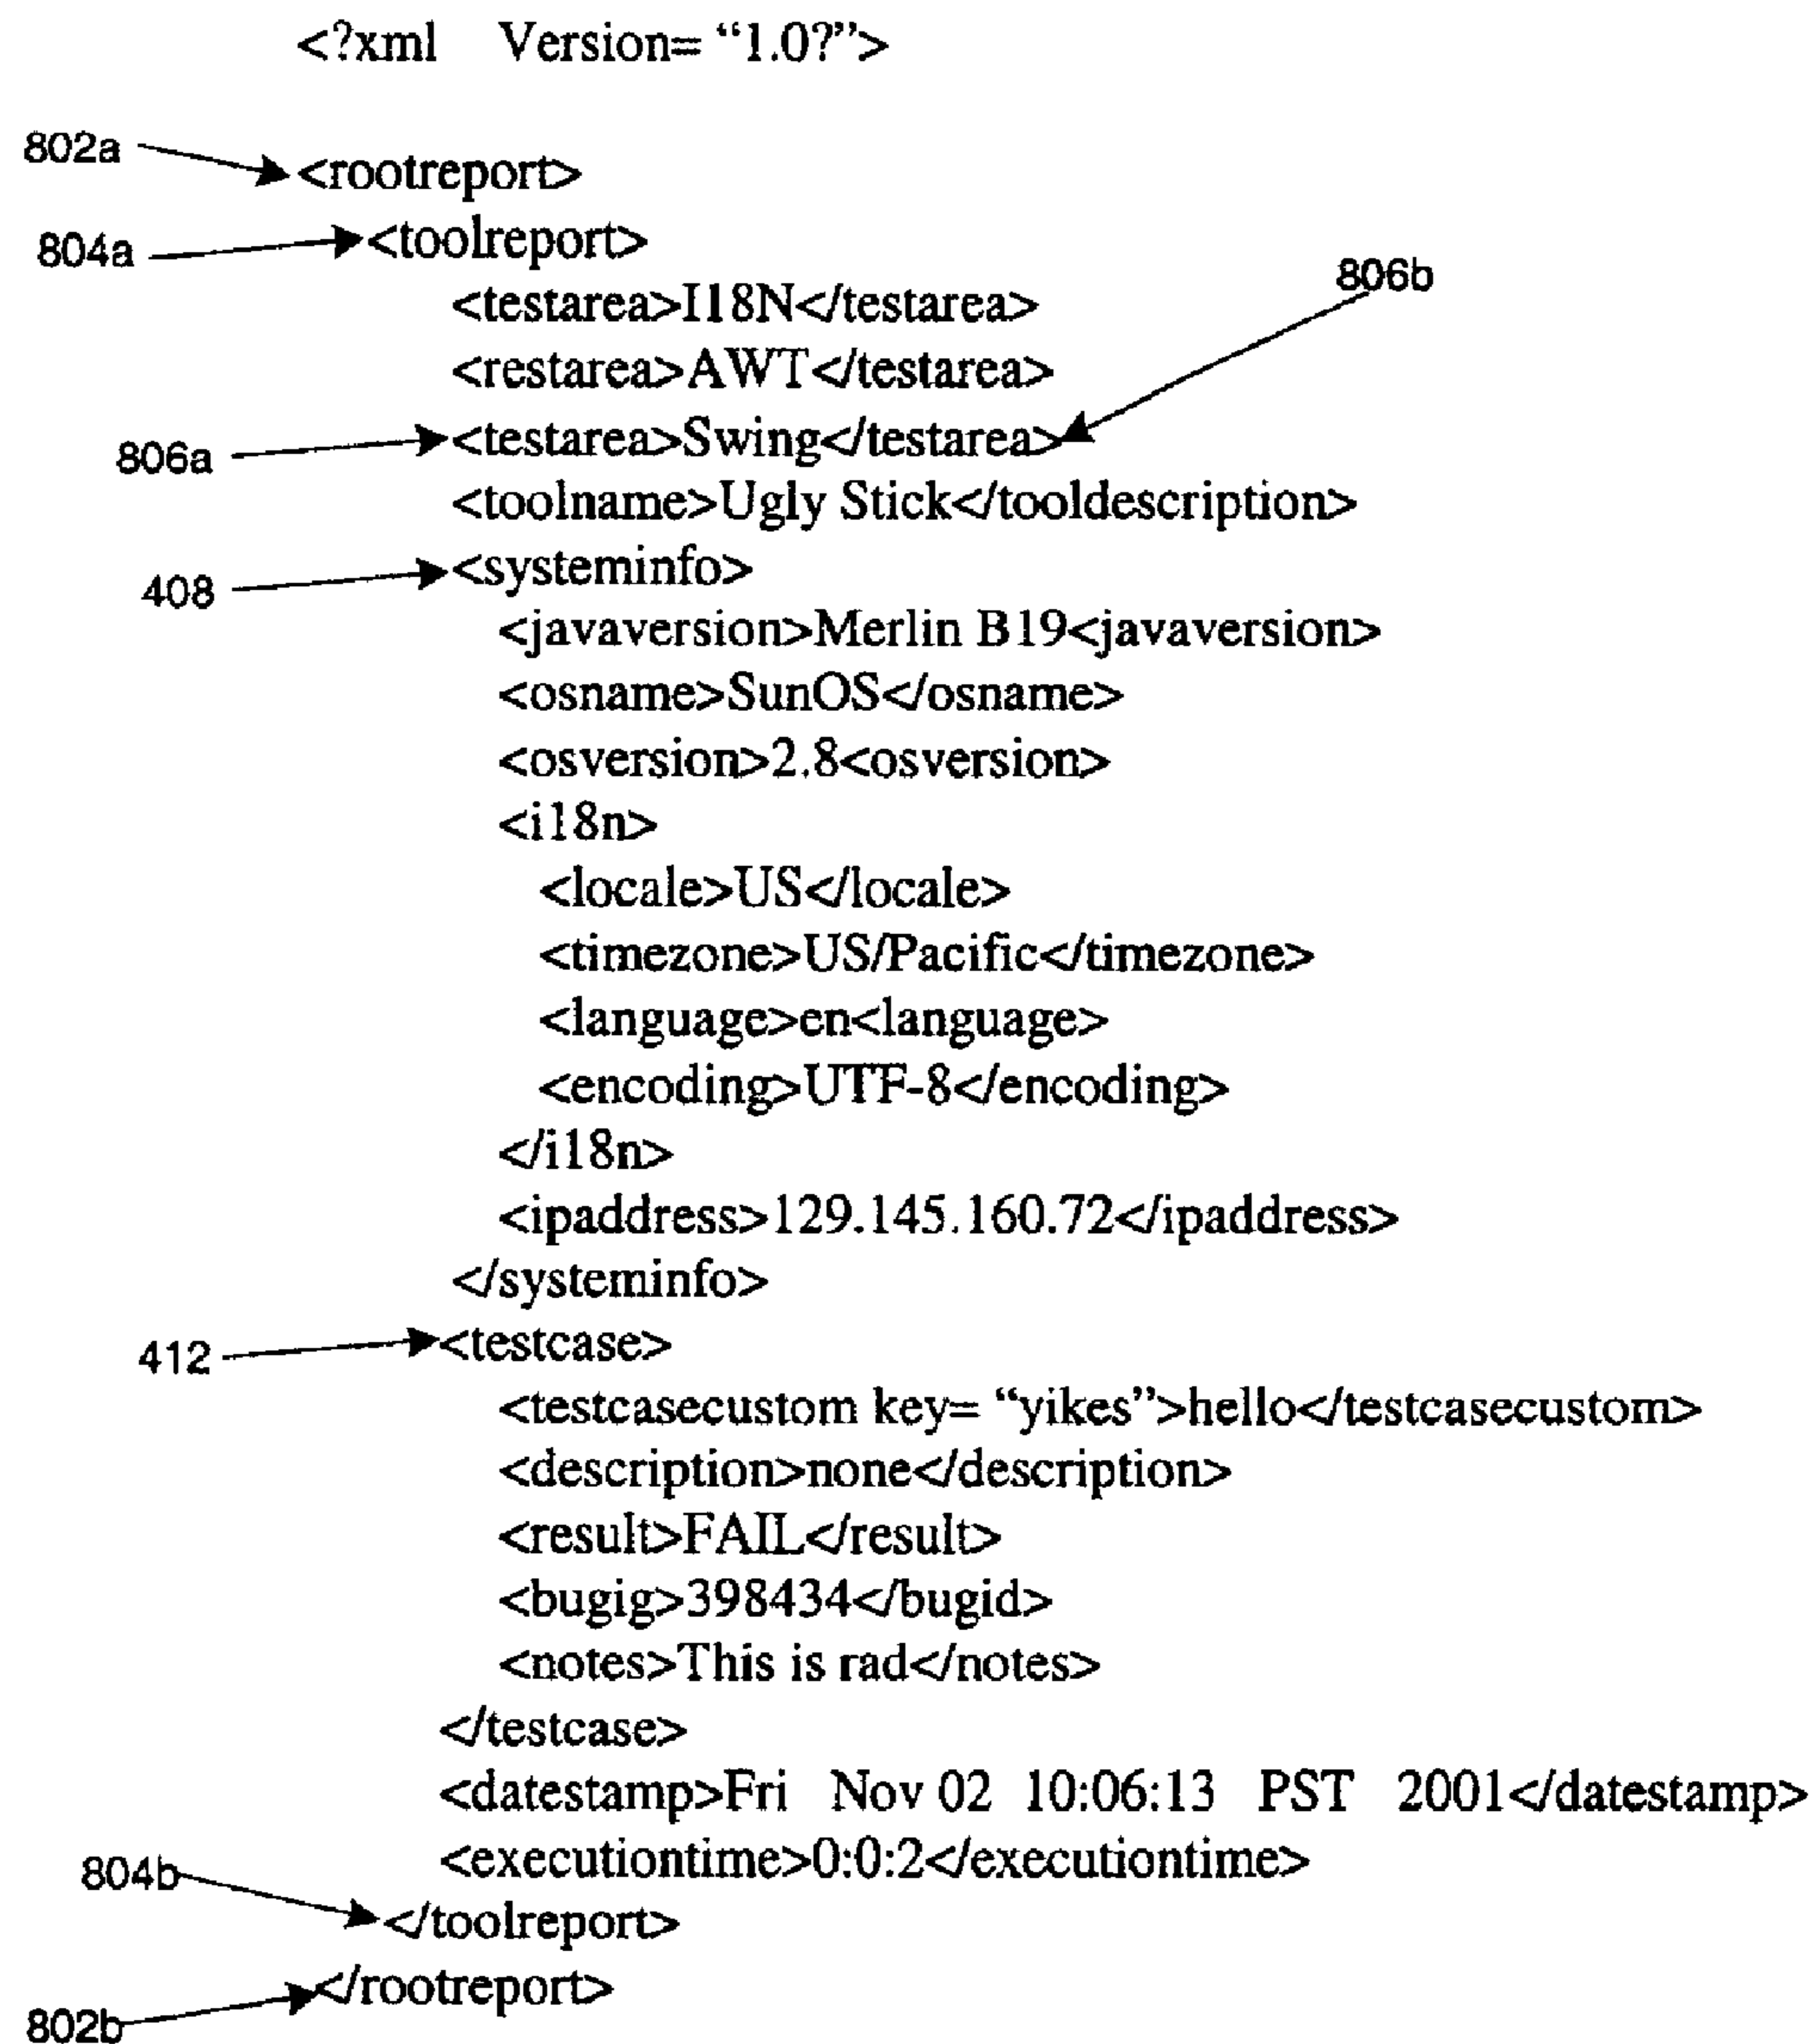 <?xml Version= “1.0?”>
802a
<rootreport>
804a
<toolreport>
806b
<testarea>I18N</testarea>
<restarea>AWT</testarea>
806a
<testarea>Swing</testarea>
<toolname>Ugly Stick</tooldescription>
408
<systeminfo>
<javaversion>Merlin B19<javaversion>
<osname>SunOS</osname>
<osversion>2.8<osversion>
<i18n>
<locale>US</locale>
<timezone>US/Pacific</timezone>
<language>en<language>
<encoding>UTF-8</encoding>
</i18n>
<ipaddress>129.145.160.72</ipaddress>
</systeminfo>
412
<testcase>
<testcasecustom key= “yikes”>hello</testcasecustom>
<description>none</description>
<result>FAIL</result>
<bugig>398434</bugid>
<notes>This is rad</notes>
</testcase>
<datestamp>Fri Nov 02 10:06:13 PST 2001</datestamp>
<executiontime>0:0:2</executiontime>
804b
</toolreport>
</rootreport>
802b